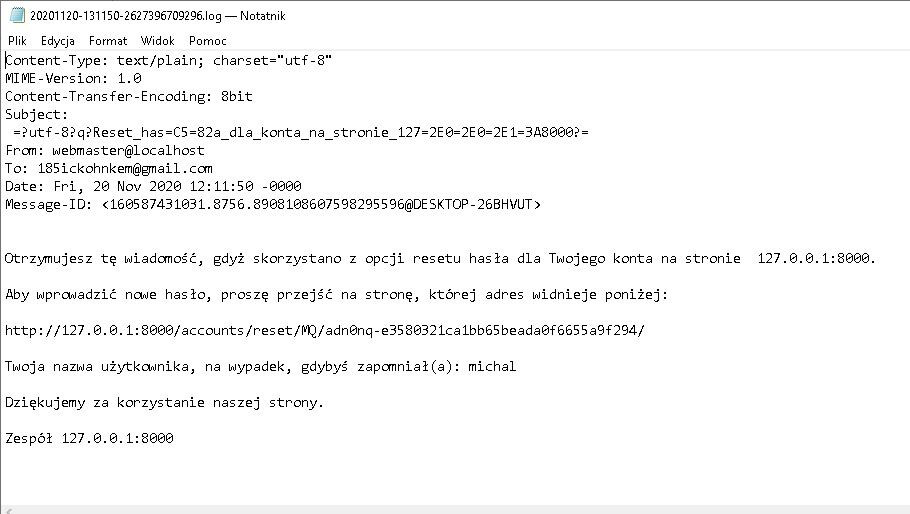 20201120-131150-2627396709296.log — Notatnik
Plik Edycja Format Widok Pomoc
Content-Type: text/plain; charset="utf-8"
MIME-Version: 1.0
Content-Transfer-Encoding: 8bit
Subject:
=?utf-8?q?Reset_has=C5=82a_dla_konta_na_stronie_127=2E0=2E0=2E1=3A8000?=
From: webmaster@localhost
To: 185ickohnkem@gmail.com
Date: Fri, 20 Nov 2020 12:11:50 -0000
Message-ID: <160587431031.8756.8908108607598295596@DESKTOP-26BHVUT>
Otrzymujesz tę wiadomość, gdyż skorzystano z opcji resetu hasła dla Twojego konta na stronie  127.0.0.1:8000.
Aby wprowadzić nowe hasło, proszę przejść na stronę, której adres widnieje poniżej:
http://127.0.0.1:8000/accounts/reset/MQ/adn0nq-e3580321ca1bb65beada0f6655a9f294/
Twoja nazwa użytkownika, na wypadek, gdybyś zapomniał(a): michal
Dziękujemy za korzystanie naszej strony.
Zespół 127.0.0.1:8000